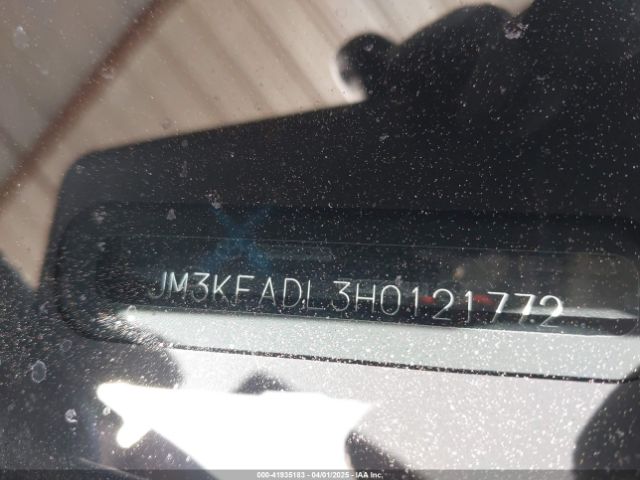 JM3KFADL3H0121772
000-41935183 - 04/01/2025 - IAA Inc.